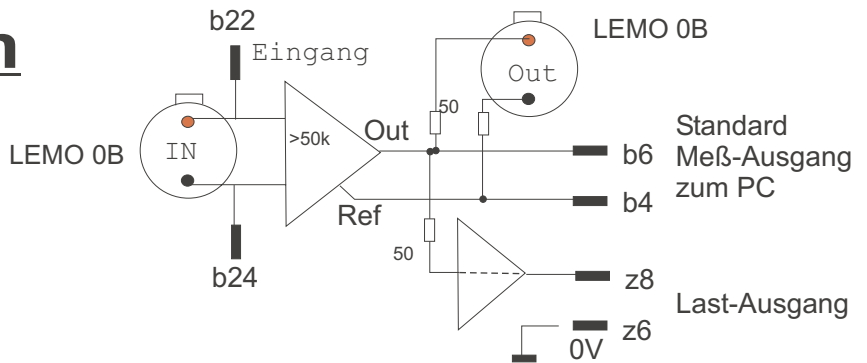 n
b22
Eingang
LEMO 0B
IN
>50k
b24
Out
Ref
50
50
Out
LEMO 0B
b6
b4
Standard
Meß-Ausgang
zum PC
z8
z6
0V
Last-Ausgang